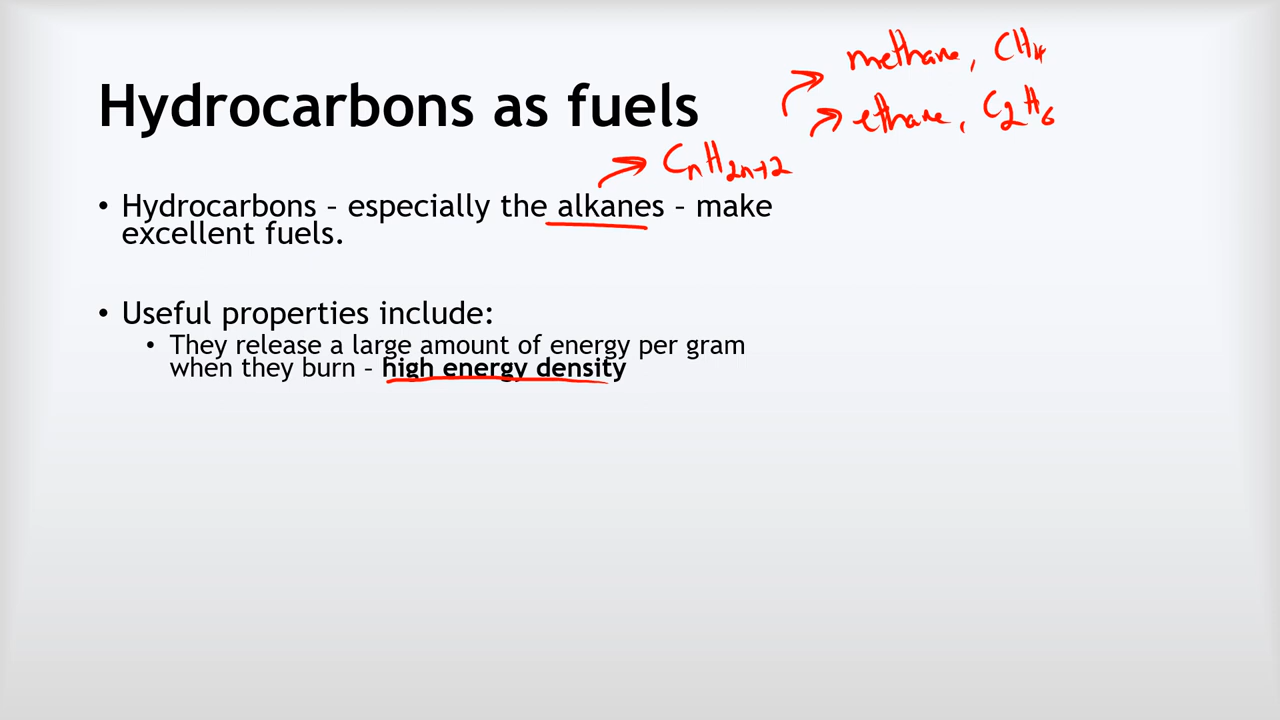 methane, CH4
Hydrocarbons as fuels
ethane, C2H6
CnH2n+2
• Hydrocarbons – especially the alkanes – make
excellent fuels.
• Useful properties include:
• They release a large amount of energy per gram
when they burn – high energy density